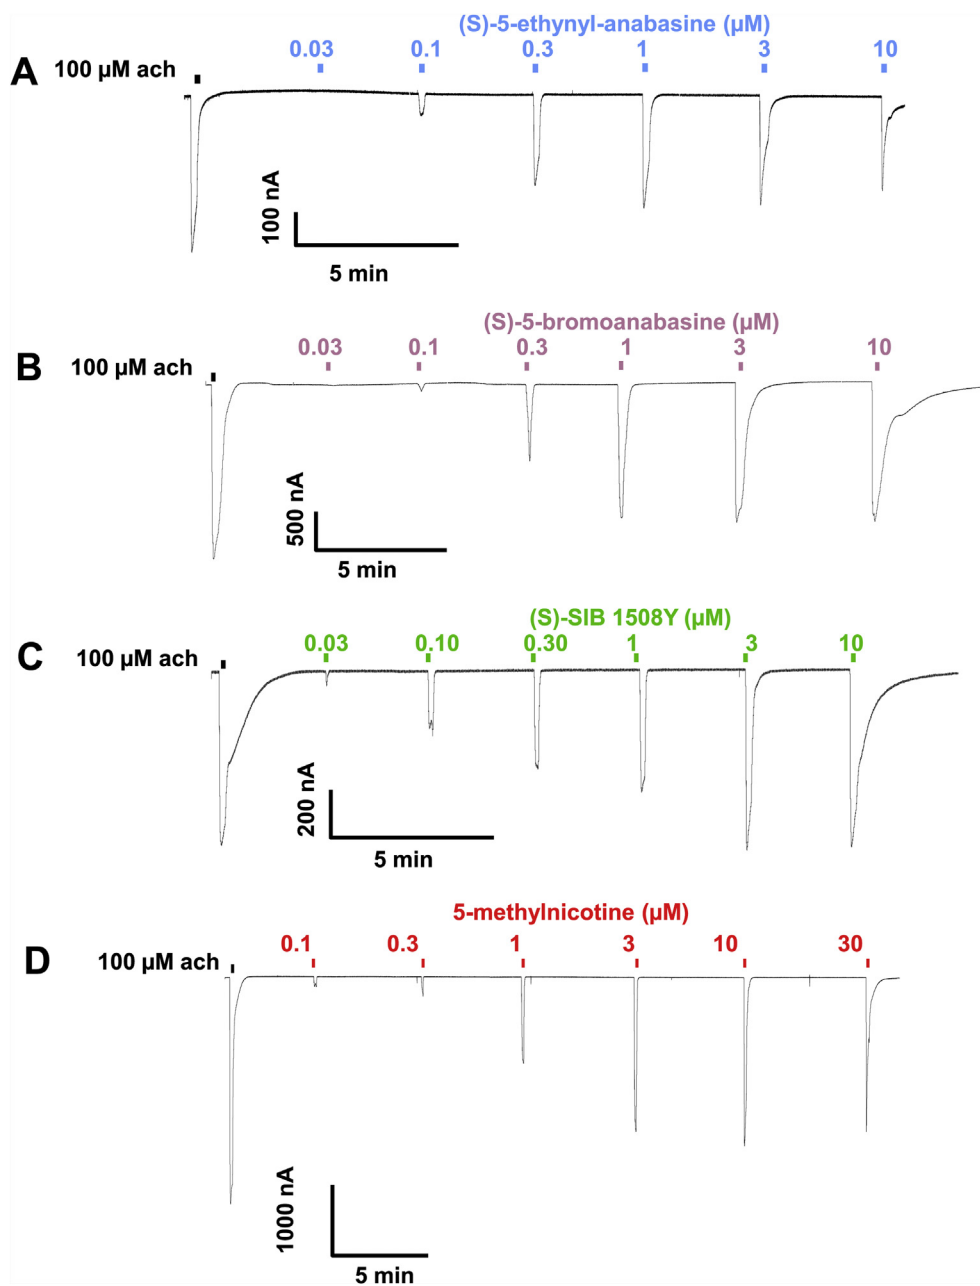 (S)-5-ethynyl-anabasine (µM)
A 100 µM ach 0.03 0.1 0.3 1 3 10
100 nA
5 min
(S)-5-bromoanabasine (µM)
B 100 µM ach 0.03 0.1 0.3 1 3 10
500 nA
5 min
(S)-SIB 1508Y (µM)
C 100 µM ach 0.03 0.10 0.30 1 3 10
200 nA
5 min
5-methylnicotine (µM)
D 100 µM ach 0.1 0.3 1 3 10 30
1000 nA
5 min